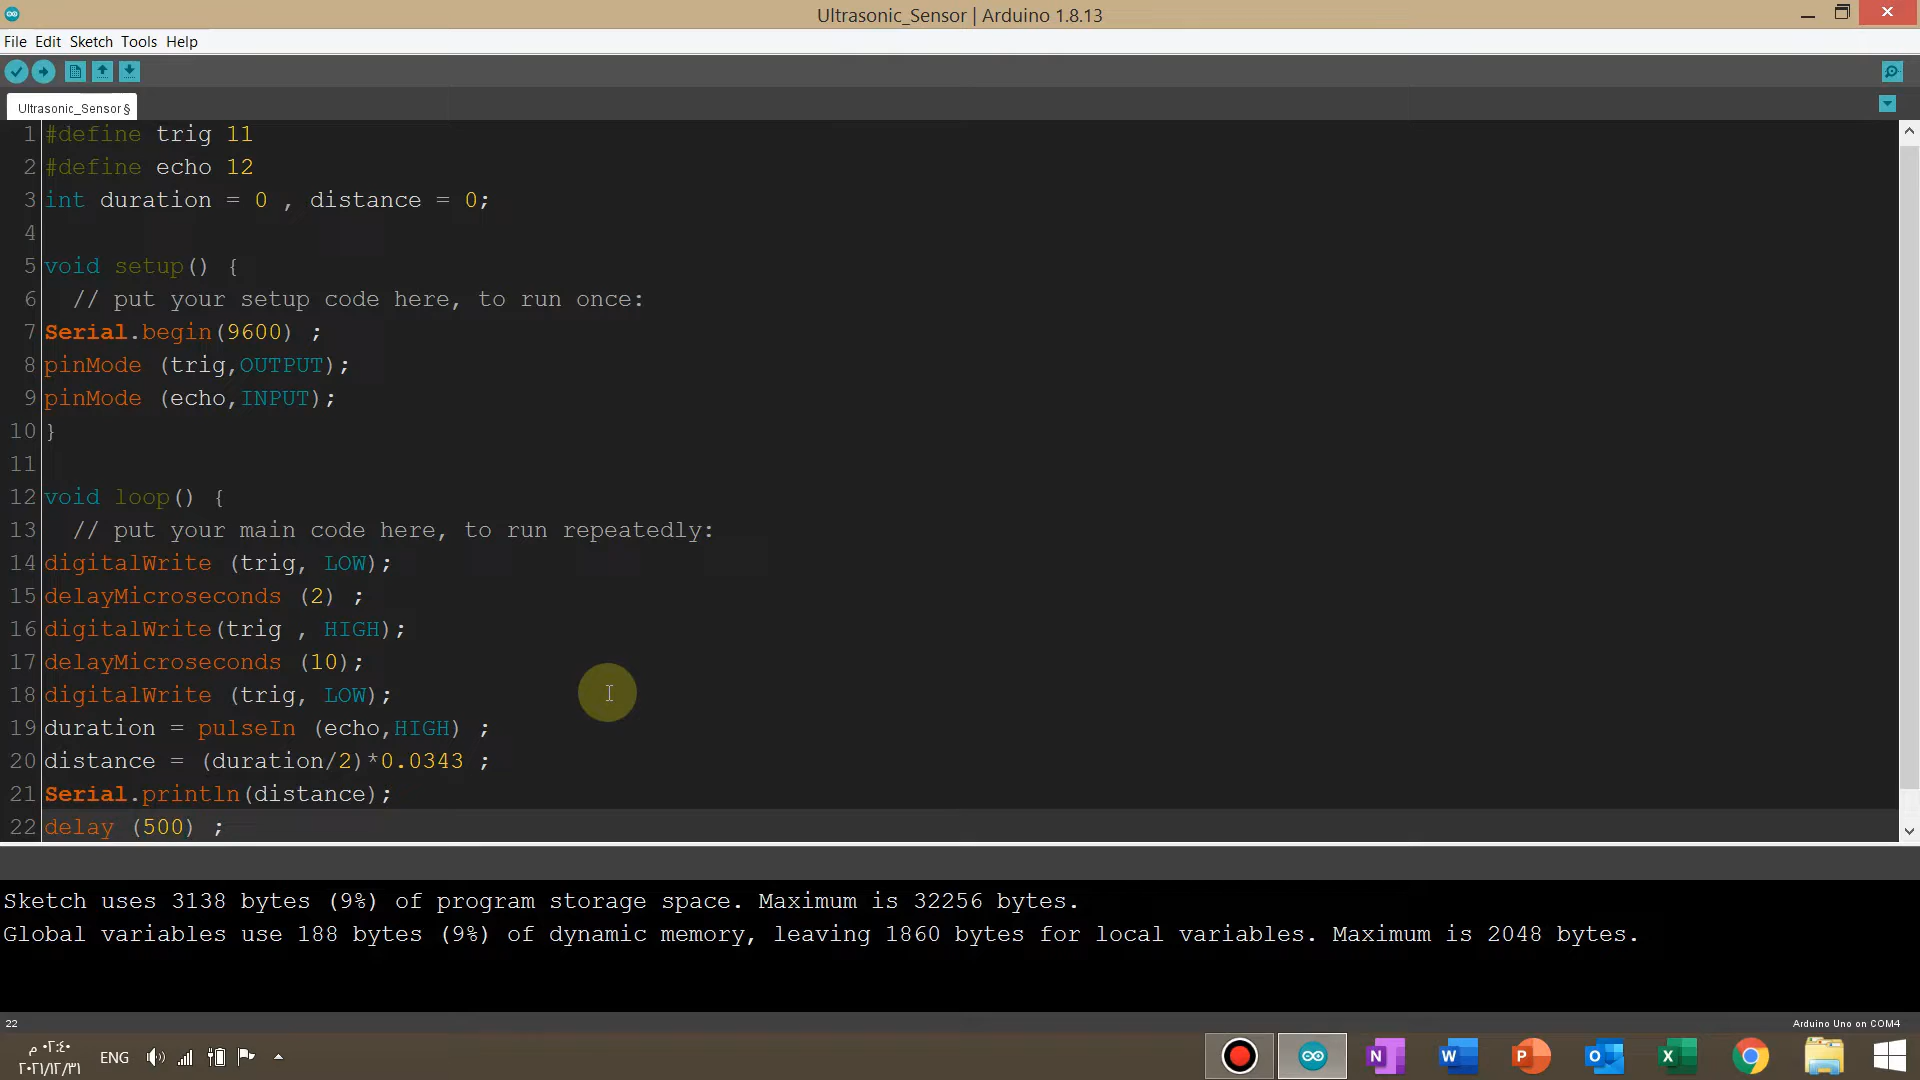 Ultrasonic_Sensor | Arduino 1.8.13
File Edit Sketch Tools Help
Ultrasonic_Sensor§
1 #define trig 11
2 #define echo 12
3 int duration = 0 , distance = 0;
4
5 void setup() {
6   // put your setup code here, to run once:
7 Serial.begin(9600) ;
8 pinMode (trig,OUTPUT);
9 pinMode (echo,INPUT);
10 }
11
12 void loop() {
13   // put your main code here, to run repeatedly:
14 digitalWrite (trig, LOW);
15 delayMicroseconds (2) ;
16 digitalWrite(trig , HIGH);
17 delayMicroseconds (10);
18 digitalWrite (trig, LOW);
19 duration = pulseIn (echo,HIGH) ;
20 distance = (duration/2)*0.0343 ;
21 Serial.println(distance);
22 delay (500) ;
Sketch uses 3138 bytes (9%) of program storage space. Maximum is 32256 bytes.
Global variables use 188 bytes (9%) of dynamic memory, leaving 1860 bytes for local variables. Maximum is 2048 bytes.
22
Arduino Uno on COM4
٠٢:٤٠ م
٢٠٢١/١٢/٣١
ENG
N
W
P
O
X